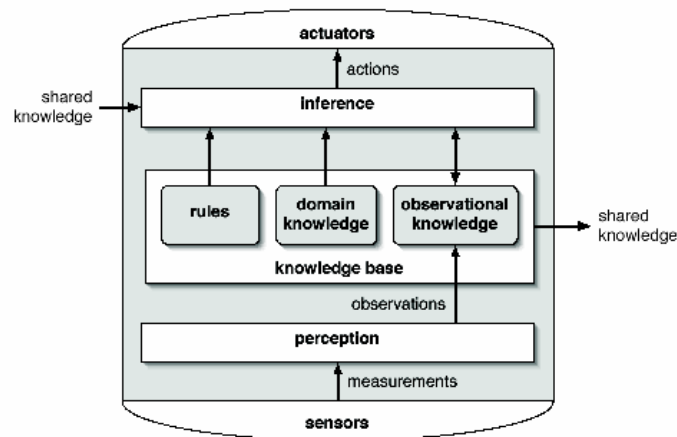 actuators
actions
shared
knowledge
inference
rules
domain
knowledge
observational
knowledge
shared
knowledge
knowledge base
observations
perception
measurements
sensors